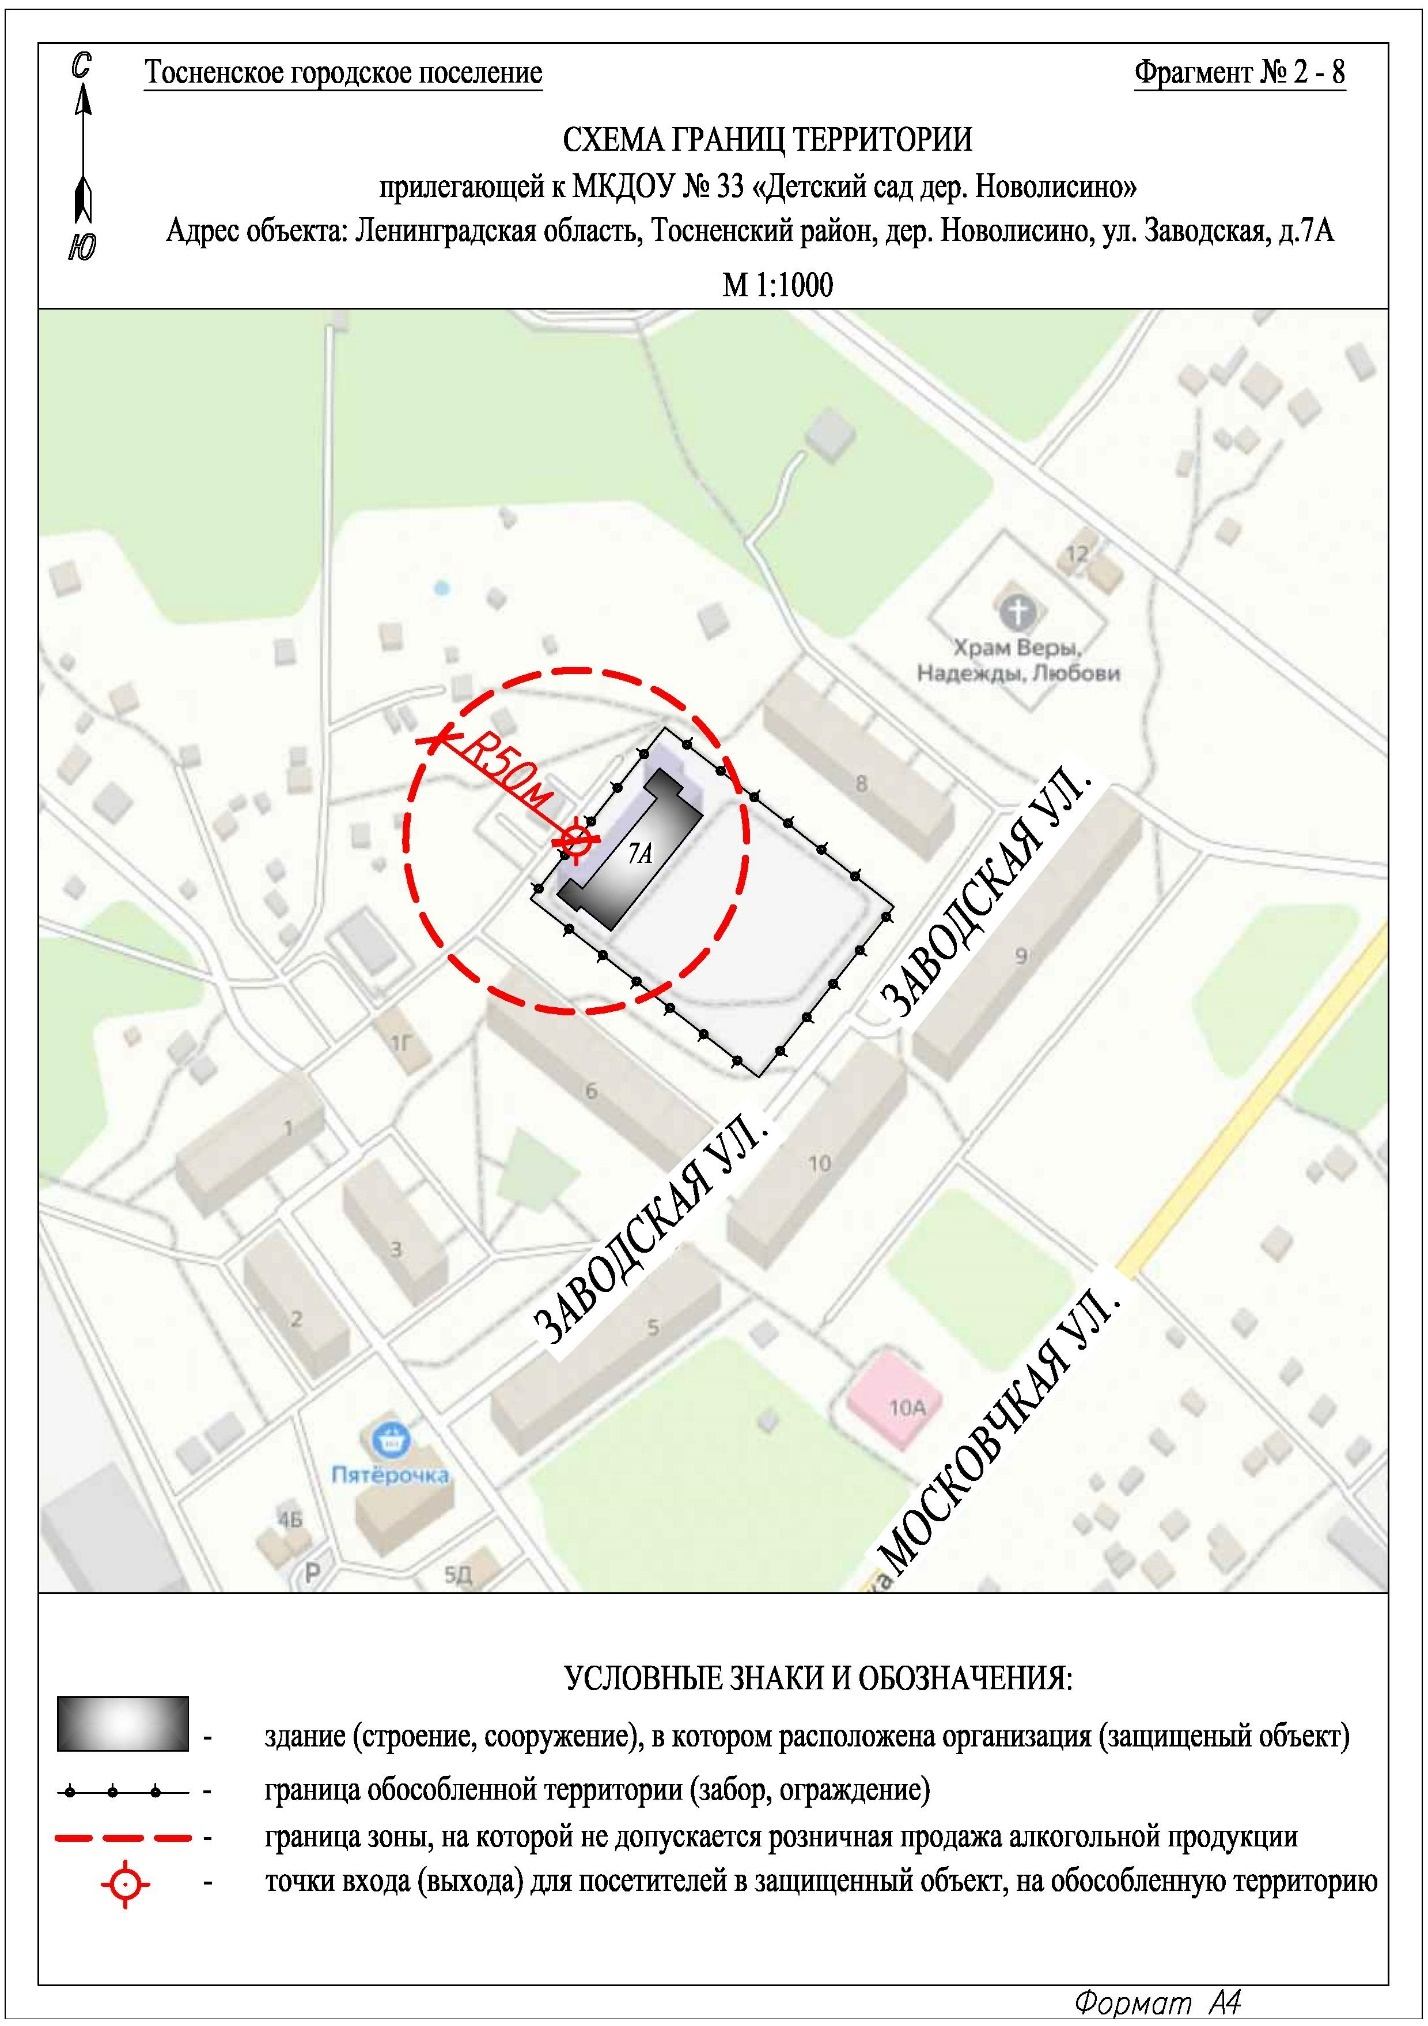 С
Ю
Тосненское городское поселение
Фрагмент № 2 - 8
СХЕМА ГРАНИЦ ТЕРРИТОРИИ
прилегающей к МКДОУ № 33 «Детский сад дер. Новолисино»
Адрес объекта: Ленинградская область, Тосненский район, дер. Новолисино, ул. Заводская, д.7А
М 1:1000
12
Храм Веры,
Надежды, Любови
R50м
8
7А
ЗАВОДСКАЯ УЛ.
9
1Г
6
1
10
ЗАВОДСКАЯ УЛ.
3
2
5
10А
МОСКОВЧКАЯ УЛ.
Пятёрочка
4Б
Р
5Д
ка
УСЛОВНЫЕ ЗНАКИ И ОБОЗНАЧЕНИЯ:
- здание (строение, сооружение), в котором расположена организация (защищеный объект)
- граница обособленной территории (забор, ограждение)
- граница зоны, на которой не допускается розничная продажа алкогольной продукции
- точки входа (выхода) для посетителей в защищенный объект, на обособленную территорию
Формат А4